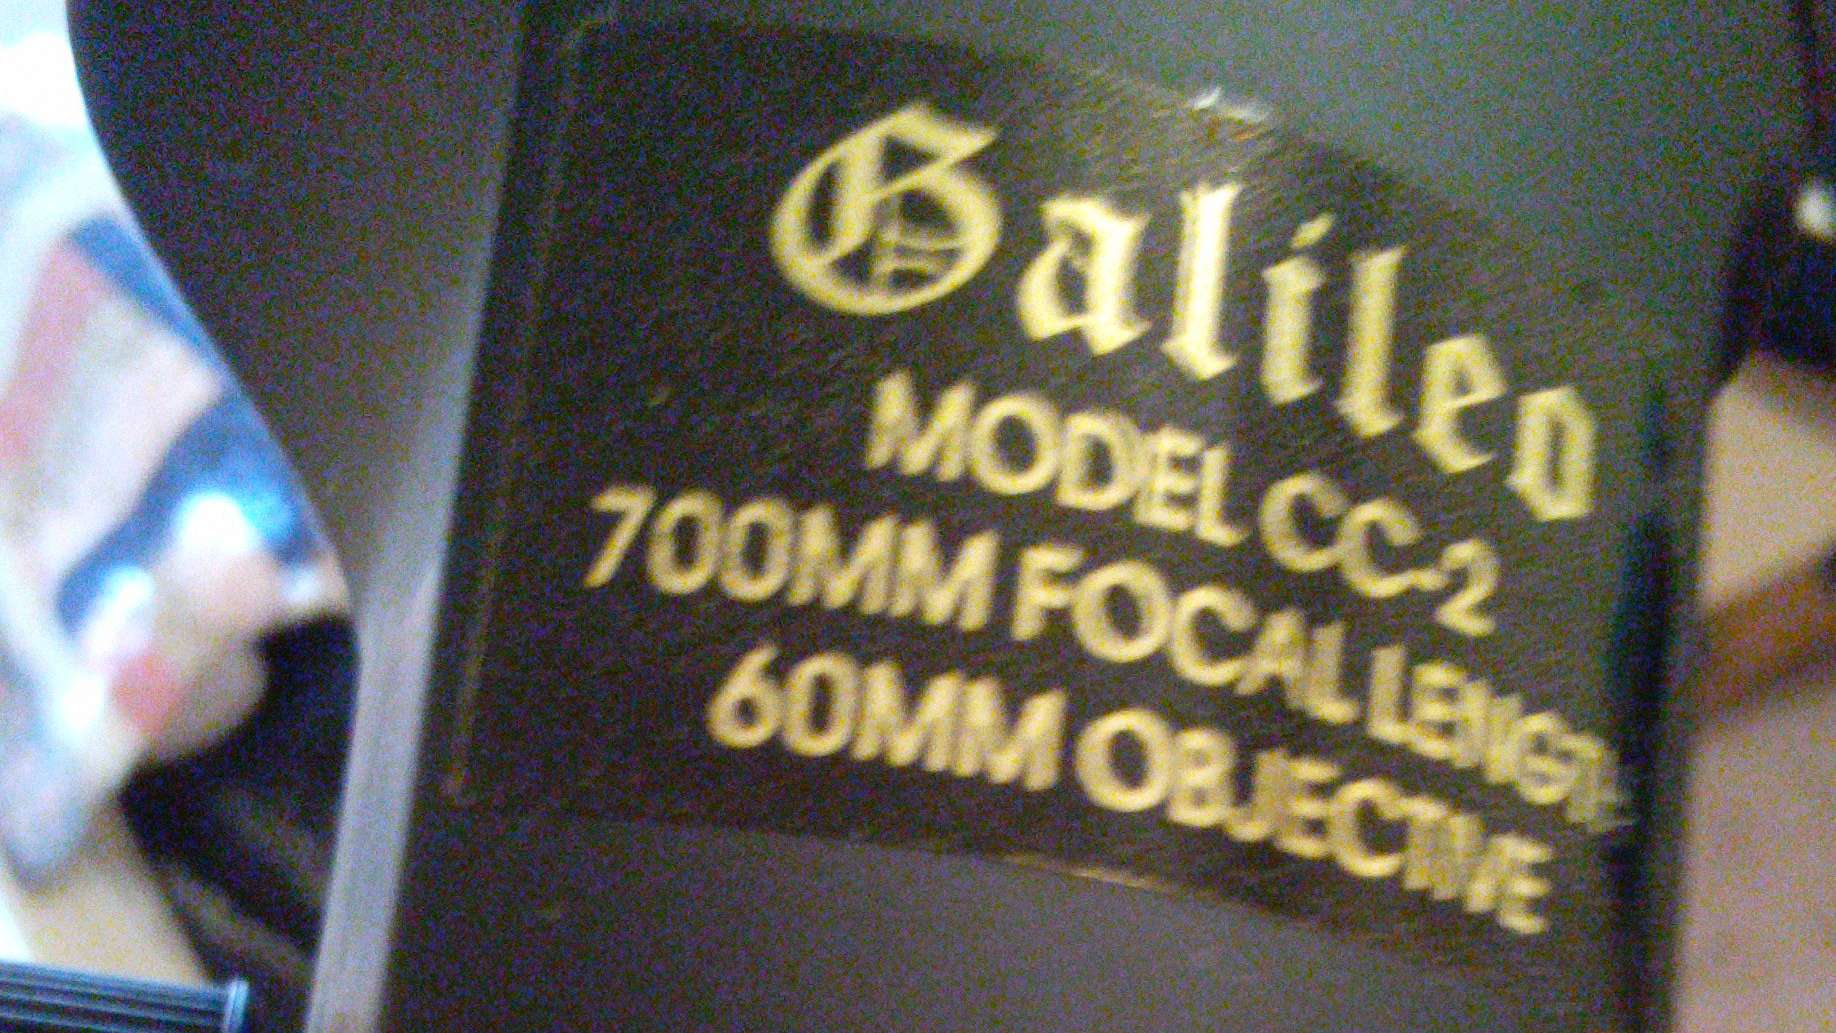 Galileo
MODEL CC-2
700MM FOCAL LENGTH
60MM OBJECTIVE